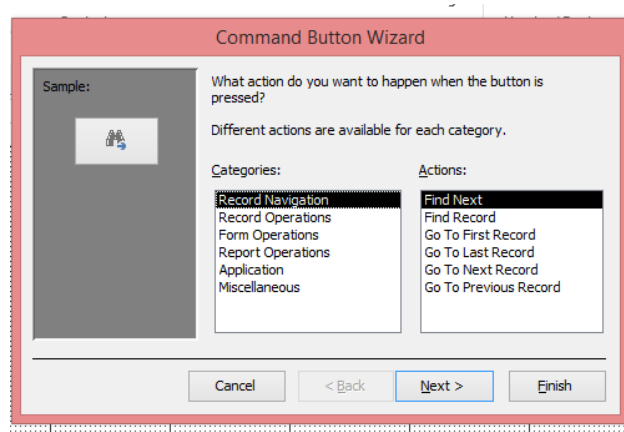 Command Button Wizard
Sample:
What action do you want to happen when the button is
pressed?
Different actions are available for each category.
Categories:
Actions:
Record Navigation
Record Operations
Form Operations
Report Operations
Application
Miscellaneous
Find Next
Find Record
Go To First Record
Go To Last Record
Go To Next Record
Go To Previous Record
Cancel
< Back
Next >
Finish